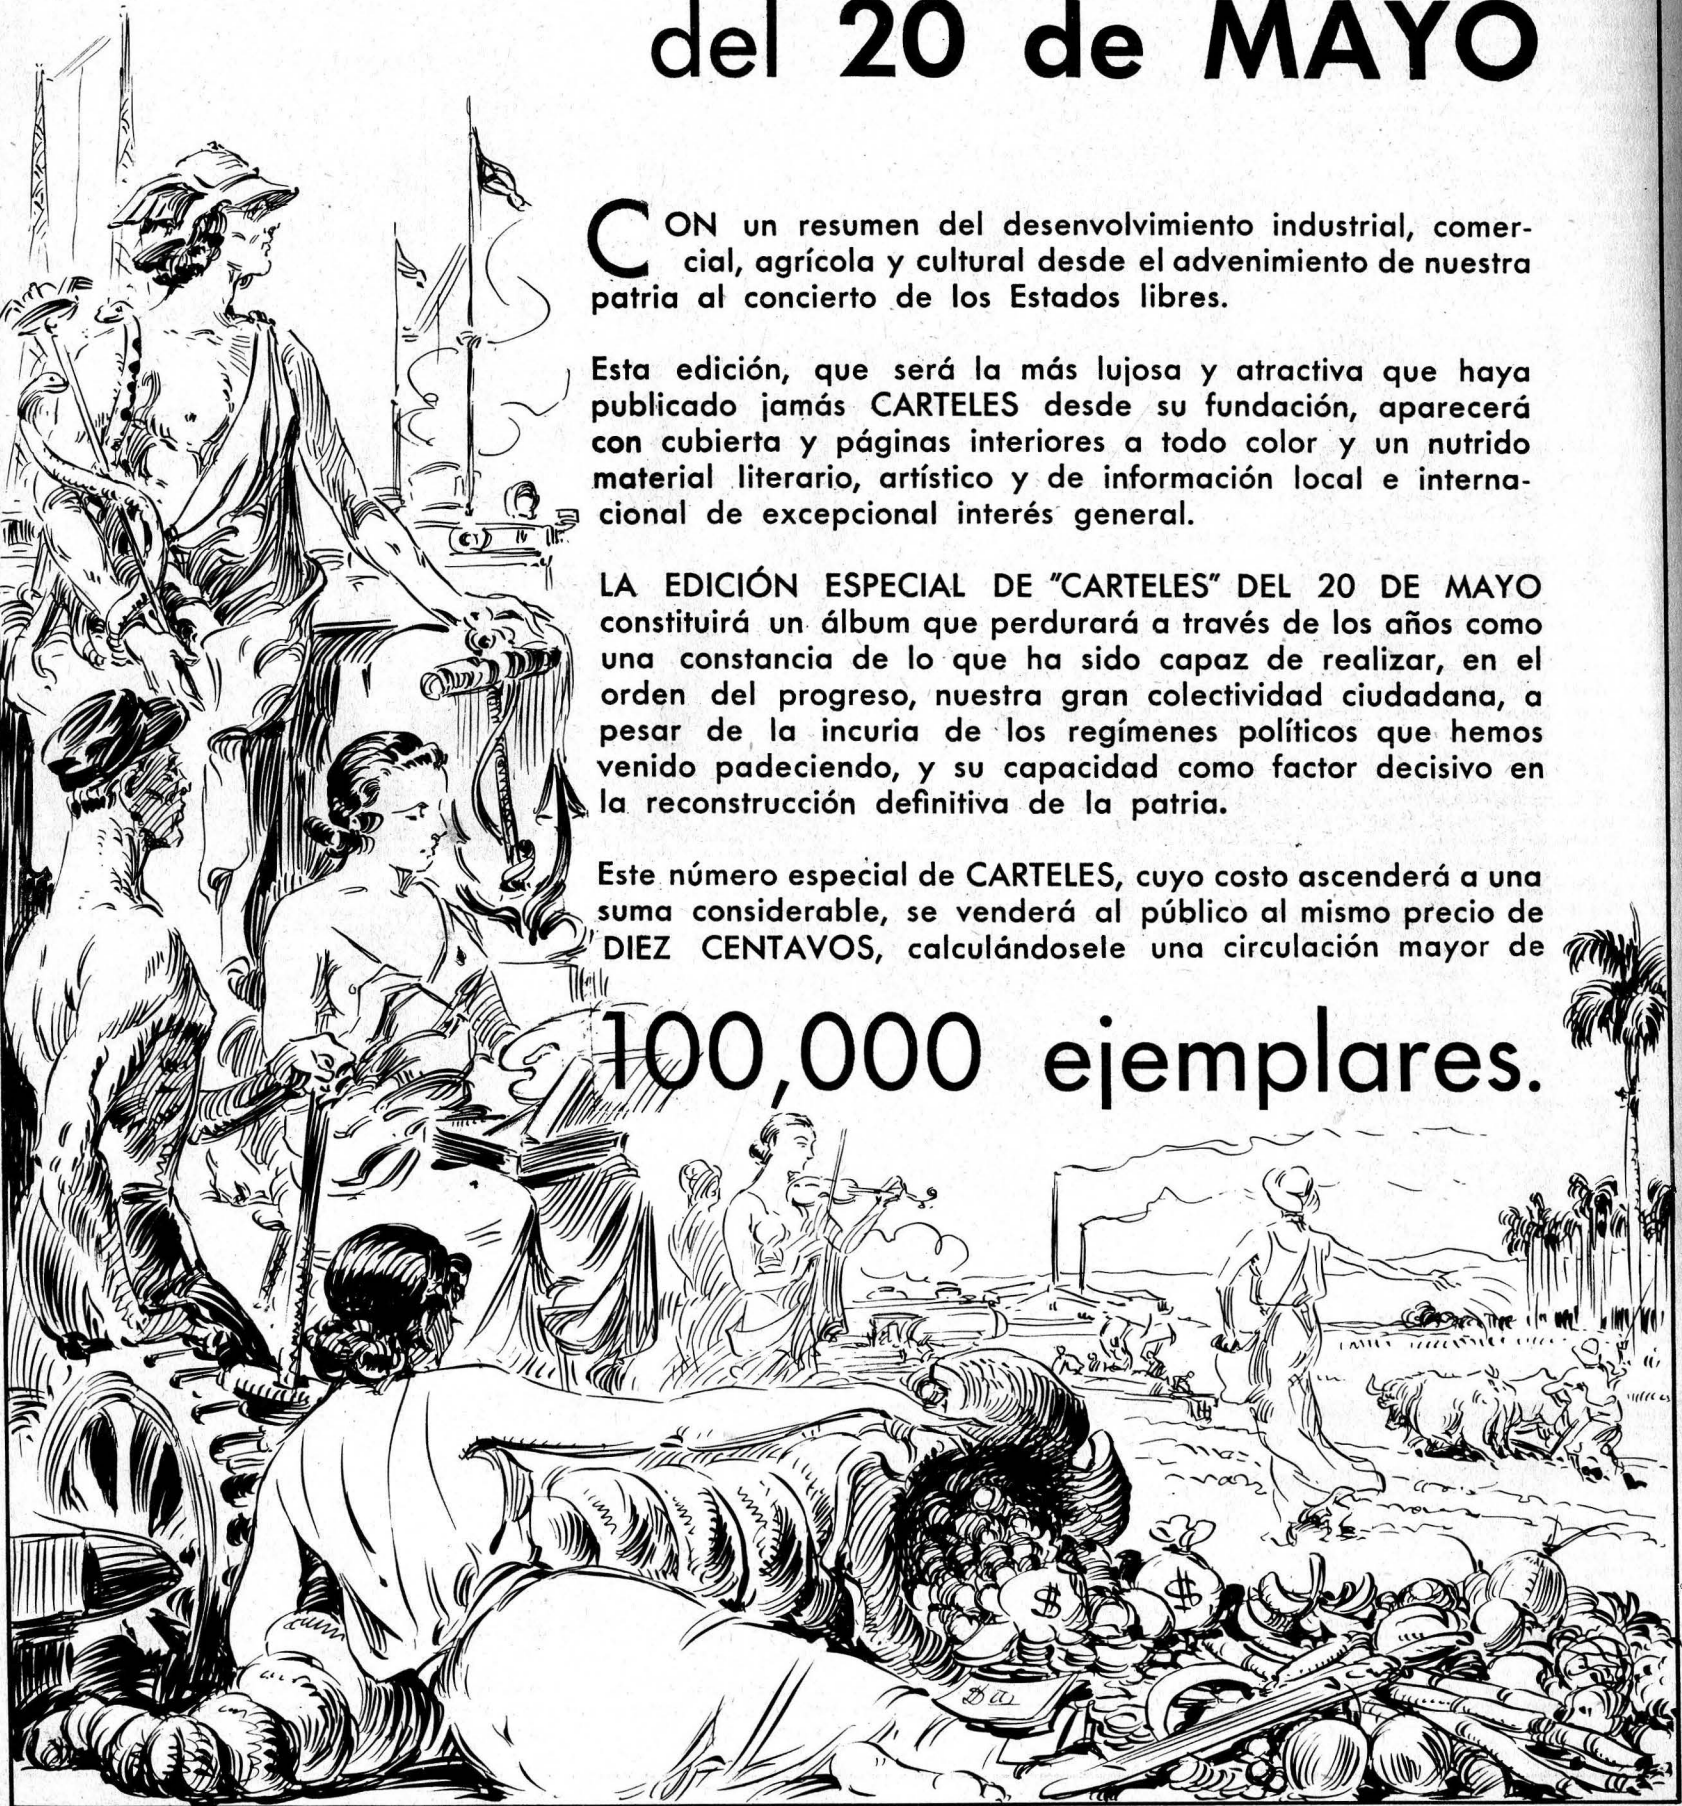 del 20 de MAYO
CON un resumen del desenvolvimiento industrial, comer-
cial, agrícola y cultural desde el advenimiento de nuestra
patria al concierto de los Estados libres.
Esta edición, que será la más lujosa y atractiva que haya
publicado jamás CARTELES desde su fundación, aparecerá
con cubierta y páginas interiores a todo color y un nutrido
material literario, artístico y de información local e interna-
cional de excepcional interés general.
LA EDICIÓN ESPECIAL DE "CARTELES" DEL 20 DE MAYO
constituirá un álbum que perdurará a través de los años como
una constancia de lo que ha sido capaz de realizar, en el
orden del progreso, nuestra gran colectividad ciudadana, a
pesar de la incuria de los regímenes políticos que hemos
venido padeciendo, y su capacidad como factor decisivo en
la reconstrucción definitiva de la patria.
Este número especial de CARTELES, cuyo costo ascenderá a una
suma considerable, se venderá al público al mismo precio de
DIEZ CENTAVOS, calculándosele una circulación mayor de
100,000 ejemplares.
$
$